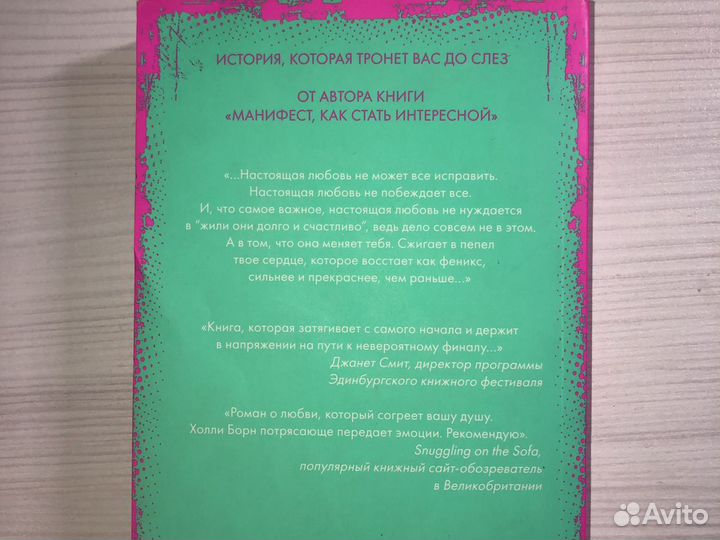 ИСТОРИЯ, КОТОРАЯ ТРОНЕТ ВАС ДО СЛЕЗ
ОТ АВТОРА КНИГИ
«МАНИФЕСТ, КАК СТАТЬ ИНТЕРЕСНОЙ»
«...Настоящая любовь не может все исправить.
Настоящая любовь не побеждает все.
И, что самое важное, настоящая любовь не нуждается
в "жили они долго и счастливо", ведь дело совсем не в этом.
А в том, что она меняет тебя. Сжигает в пепел
твое сердце, которое восстает как феникс,
сильнее и прекраснее, чем раньше...»
«Книга, которая затягивает с самого начала и держит
в напряжении на пути к невероятному финалу...»
Джанет Смит, директор программы
Эдинбургского книжного фестиваля
«Роман о любви, который согреет вашу душу.
Холли Борн потрясающе передает эмоции. Рекомендую».
Snuggling on the Sofa,
популярный книжный сайт-обозреватель
в Великобритании
Avito